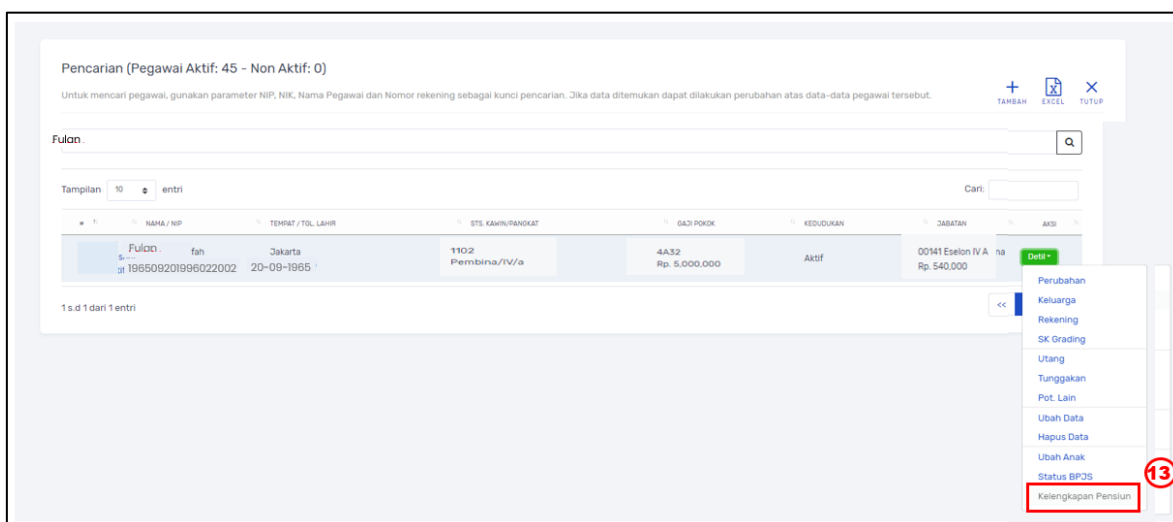 Pencarian (Pegawai Aktif: 45 - Non Aktif: 0)
Untuk mencari pegawai, gunakan parameter NIP, NIK, Nama Pegawai dan Nomor rekening sebagai kunci pencarian. Jika data ditemukan dapat dilakukan perubahan atas data-data pegawai tersebut.
TAMBAH EXCEL TUTUP
Fulan
Tampilan 10 entri Cari:
# NAMA / NIP TEMPAT / TGL. LAHIR STS. KAWIN/PANGKAT GAJI POKOK KEDUDUKAN JABATAN AKSI
Fulan fah Jakarta 1102 4A32 Aktif 00141 Eselon IV A ma Detil
196509201996022002 20-09-1965 Pembina/IV/a Rp. 5,000,000 Rp. 540,000
1 s.d 1 dari 1 entri <<
Perubahan
Keluarga
Rekening
SK Grading
Utang
Tunggakan
Pot. Lain
Ubah Data
Hapus Data
Ubah Anak
Status BPJS
13
Kelengkapan Pensiun